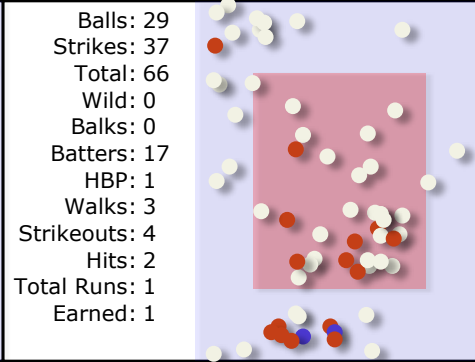 Balls: 29
Strikes: 37
Total: 66
Wild: 0
Balks: 0
Batters: 17
HBP: 1
Walks: 3
Strikeouts: 4
Hits: 2
Total Runs: 1
Earned: 1